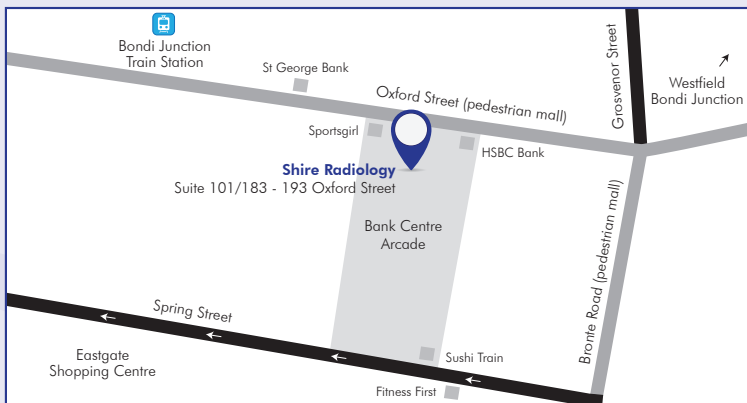 Bondi Junction
Train Station
St George Bank
Oxford Street (pedestrian mall)
Grosvenor Street
Westfield
Bondi Junction
Sportsgirl
HSBC Bank
Shire Radiology
Suite 101/183 - 193 Oxford Street
Bank Centre
Arcade
Bronte Road (pedestrian mall)
Spring Street
Eastgate
Shopping Centre
Sushi Train
Fitness First